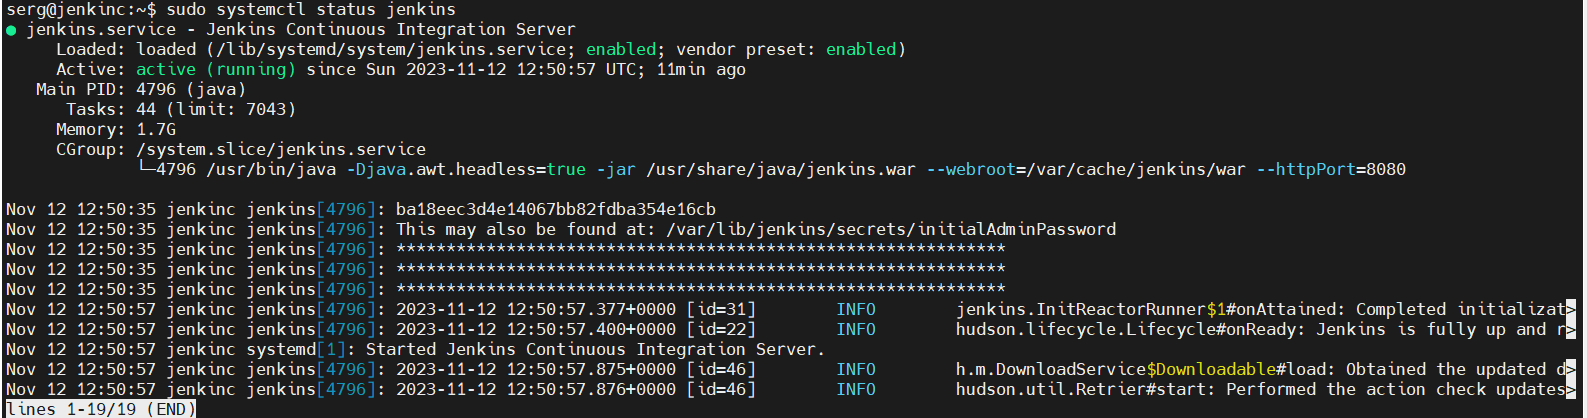 serg@jenkinc:~$ sudo systemctl status jenkins
● jenkins.service - Jenkins Continuous Integration Server
     Loaded: loaded (/lib/systemd/system/jenkins.service; enabled; vendor preset: enabled)
     Active: active (running) since Sun 2023-11-12 12:50:57 UTC; 11min ago
   Main PID: 4796 (java)
      Tasks: 44 (limit: 7043)
     Memory: 1.7G
     CGroup: /system.slice/jenkins.service
             └─4796 /usr/bin/java -Djava.awt.headless=true -jar /usr/share/java/jenkins.war --webroot=/var/cache/jenkins/war --httpPort=8080
Nov 12 12:50:35 jenkinc jenkins[4796]: ba18eec3d4e14067bb82fdba354e16cb
Nov 12 12:50:35 jenkinc jenkins[4796]: This may also be found at: /var/lib/jenkins/secrets/initialAdminPassword
Nov 12 12:50:35 jenkinc jenkins[4796]: *************************************************************
Nov 12 12:50:35 jenkinc jenkins[4796]: *************************************************************
Nov 12 12:50:35 jenkinc jenkins[4796]: *************************************************************
Nov 12 12:50:57 jenkinc jenkins[4796]: 2023-11-12 12:50:57.377+0000 [id=31]        INFO        jenkins.InitReactorRunner$1#onAttained: Completed initializat>
Nov 12 12:50:57 jenkinc jenkins[4796]: 2023-11-12 12:50:57.400+0000 [id=22]        INFO        hudson.lifecycle.Lifecycle#onReady: Jenkins is fully up and r>
Nov 12 12:50:57 jenkinc systemd[1]: Started Jenkins Continuous Integration Server.
Nov 12 12:50:57 jenkinc jenkins[4796]: 2023-11-12 12:50:57.875+0000 [id=46]        INFO        h.m.DownloadService$Downloadable#load: Obtained the updated d>
Nov 12 12:50:57 jenkinc jenkins[4796]: 2023-11-12 12:50:57.876+0000 [id=46]        INFO        hudson.util.Retrier#start: Performed the action check updates>
lines 1-19/19 (END)